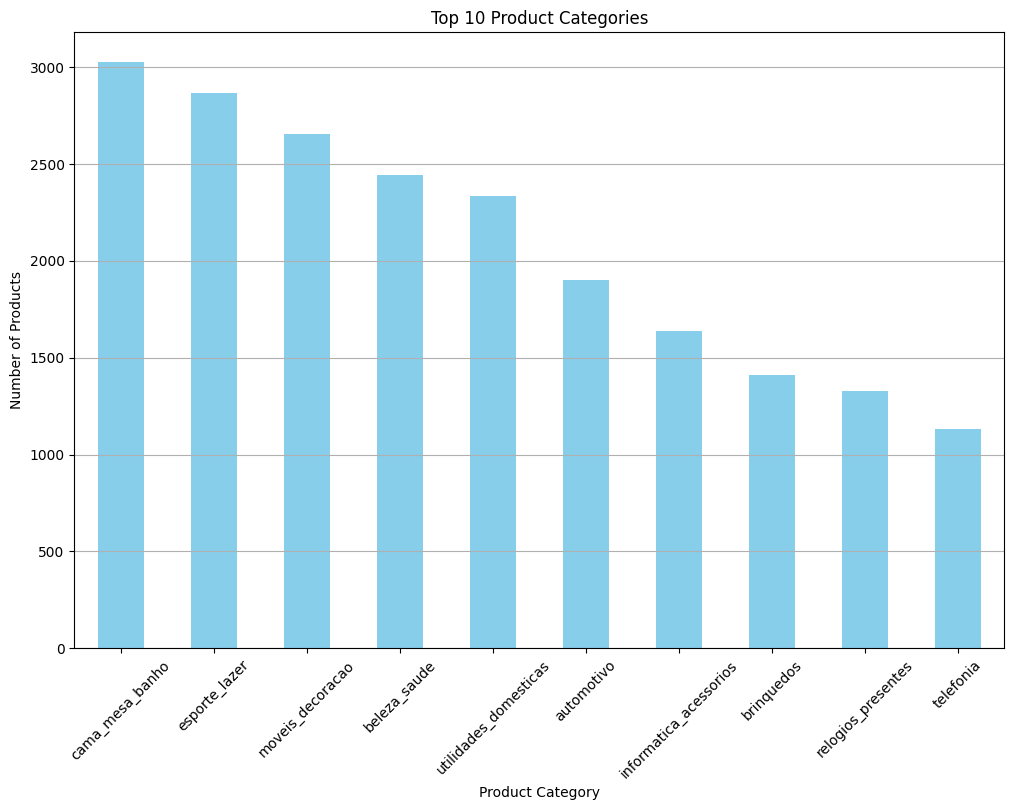 Top 10 Product Categories
Number of Products
3000
2500
2000
1500
1000
500
0
cama_mesa_banho
esporte_lazer
moveis_decoracao
beleza_saude
utilidades_domesticas
automotivo
informatica_acessorios
brinquedos
relogios_presentes
telefonia
Product Category